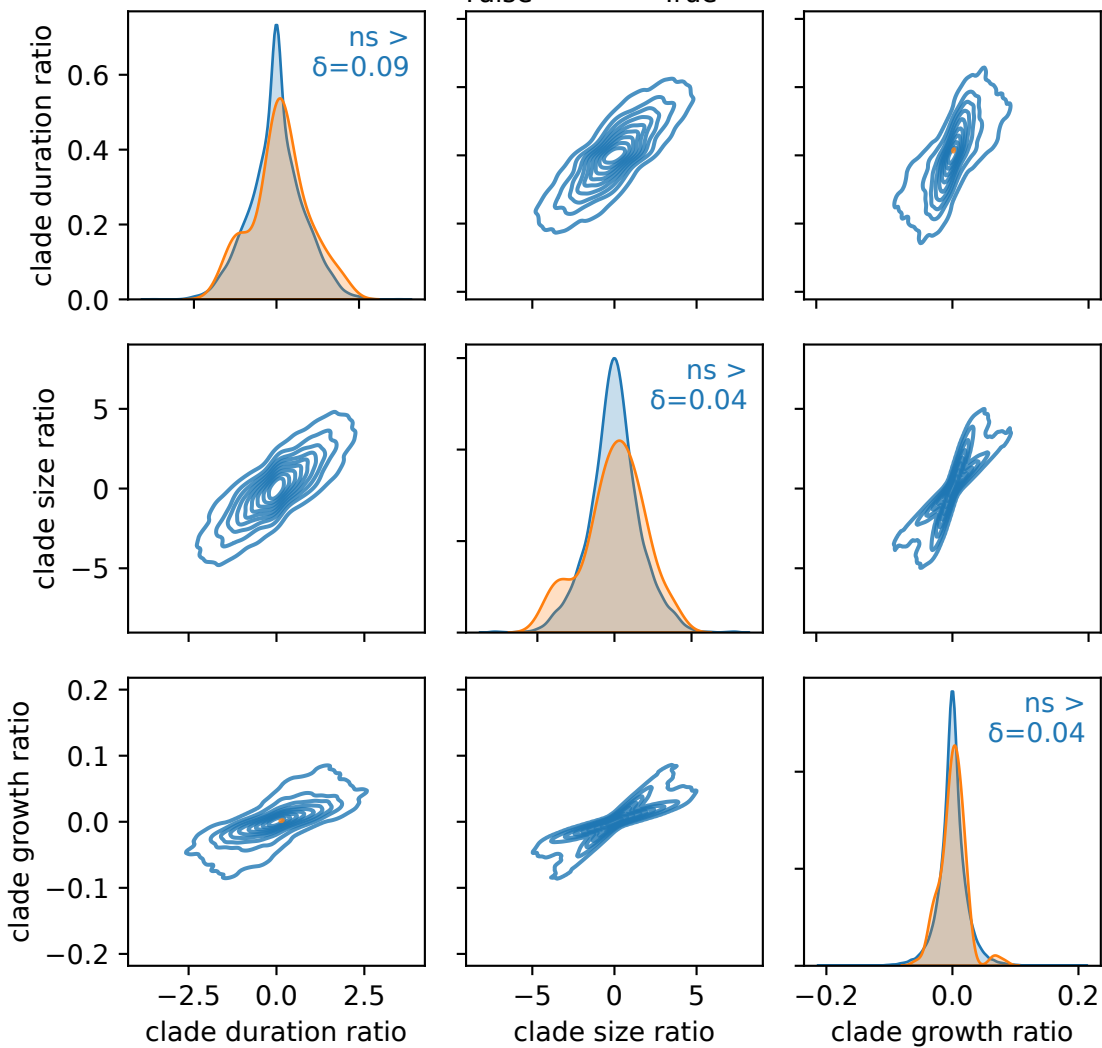 ns >
δ=0.09
clade duration ratio
0.6
0.4
0.2
0.0
ns >
δ=0.04
clade size ratio
5
0
−5
ns >
δ=0.04
clade growth ratio
0.2
0.1
0.0
−0.1
−0.2
−2.5 0.0 2.5
−5 0 5
−0.2 0.0 0.2
clade duration ratio
clade size ratio
clade growth ratio